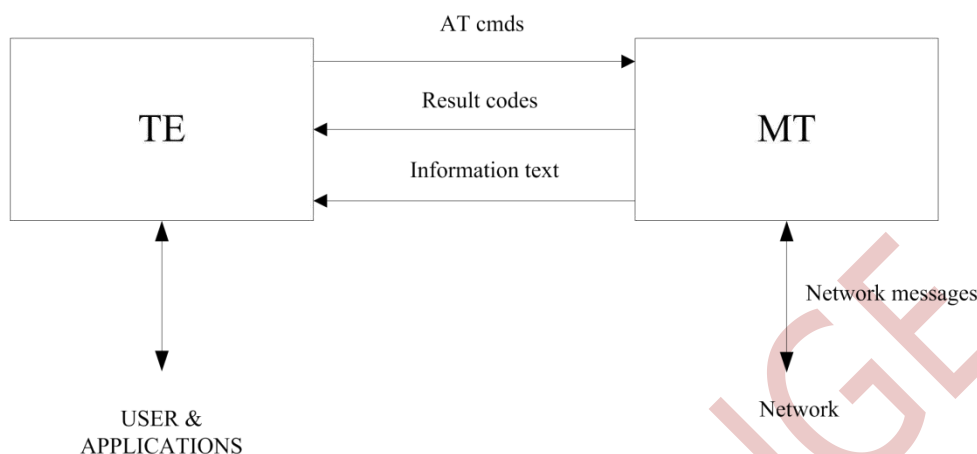 AT cmds
TE
Result codes
MT
Information text
Network messages
USER &
APPLICATIONS
Network